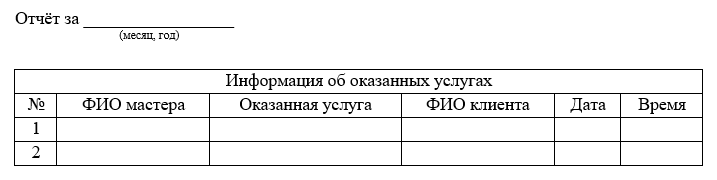 Отчёт за _________________
(месяц, год)
Информация об оказанных услугах
№ ФИО мастера Оказанная услуга ФИО клиента Дата Время
1
2